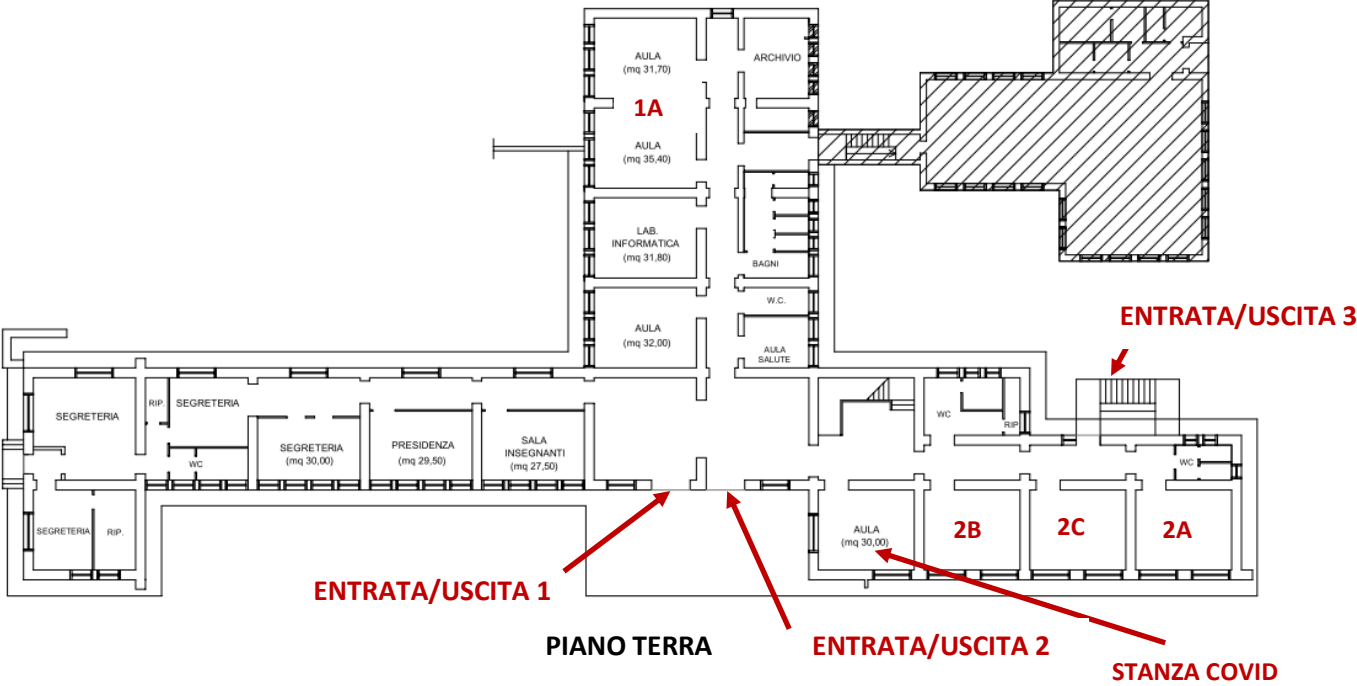 AULA
(mq 31,70)
ARCHIVIO
1A
AULA
(mq 35,40)
LAB.
INFORMATICA
(mq 31,80)
BAGNI
W.C.
AULA
(mq 32,00)
AULA
SALUTE
ENTRATA/USCITA 3
SEGRETERIA
RIP.
SEGRETERIA
WC
SEGRETERIA
(mq 30,00)
PRESIDENZA
(mq 29,50)
SALA
INSEGNANTI
(mq 27,50)
WC
RIP
WC
SEGRETERIA
RIP.
AULA
(mq 30,00)
2B
2C
2A
ENTRATA/USCITA 1
PIANO TERRA
ENTRATA/USCITA 2
STANZA COVID